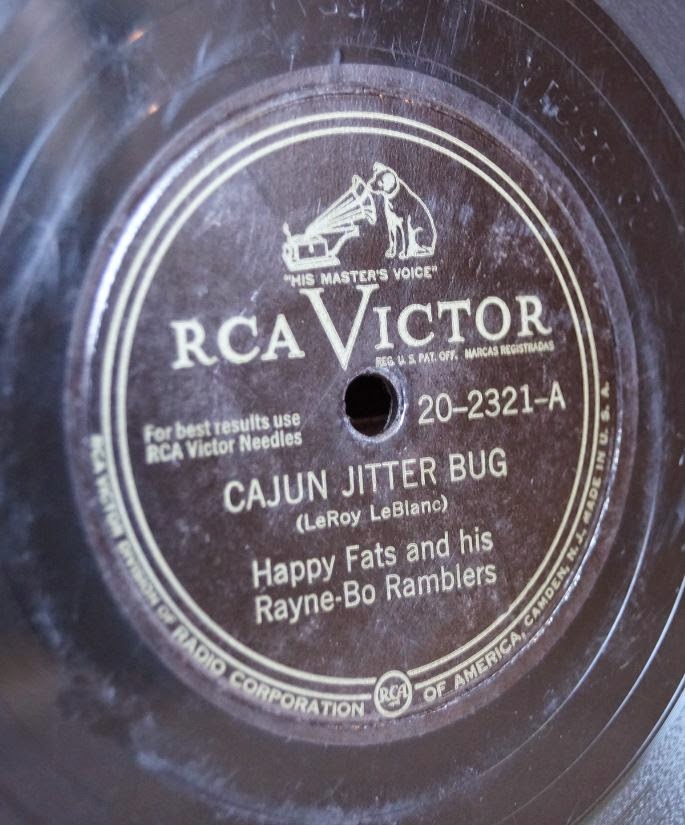 "HIS MASTER'S VOICE"
RCA VICTOR
REG. U. S. PAT. OFF. MARCAS REGISTRADAS
20-2321-A
For best results use
RCA Victor Needles
CAJUN JITTER BUG
(LeRoy LeBlanc)
Happy Fats and his
Rayne-Bo Ramblers
RCA VICTOR DIVISION OF RADIO CORPORATION OF AMERICA, CAMDEN, N. J. MADE IN U. S. A.
RCA